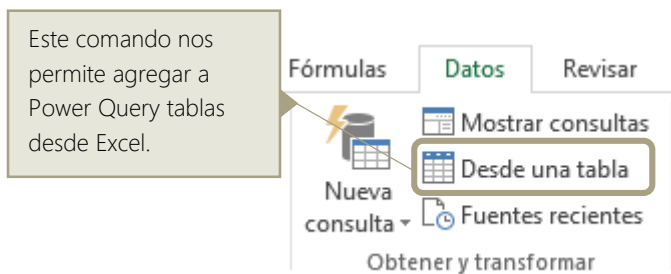 Este comando nos
permite agregar a
Power Query tablas
desde Excel.
Fórmulas Datos Revisar
Mostrar consultas
Desde una tabla
Nueva
consulta
Fuentes recientes
Obtener y transformar